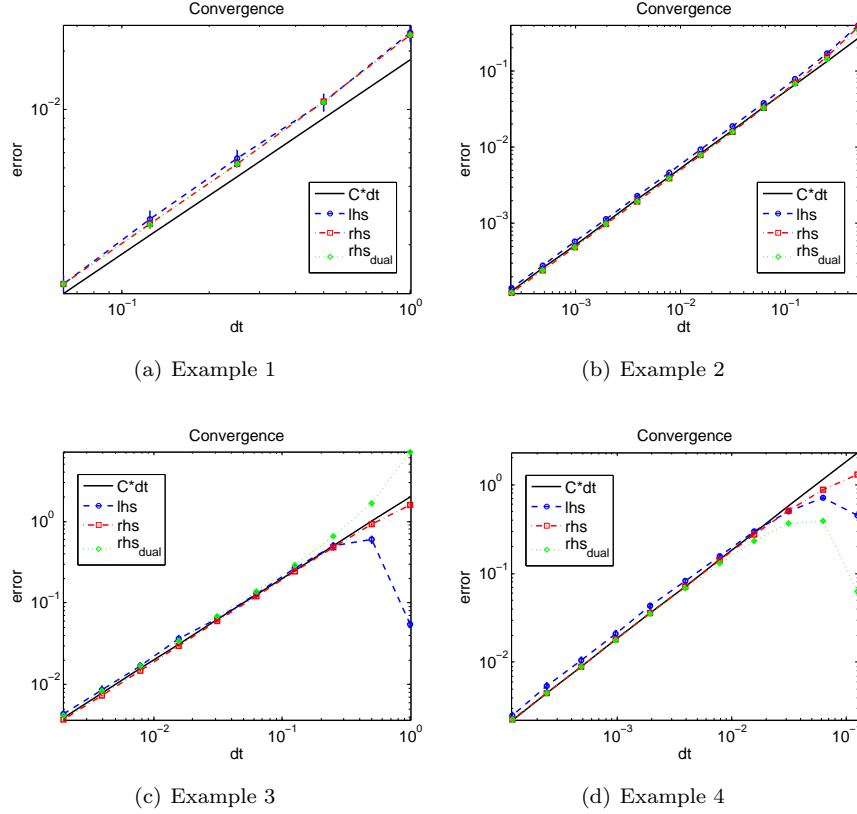 Convergence
error
10^-2
C*dt
lhs
rhs
rhs_dual
10^-1
10^0
dt
(a) Example 1
Convergence
error
10^-1
10^-2
10^-3
C*dt
lhs
rhs
rhs_dual
10^-3
10^-2
10^-1
dt
(b) Example 2
Convergence
error
10^0
10^-1
10^-2
C*dt
lhs
rhs
rhs_dual
10^-2
10^-1
10^0
dt
(c) Example 3
Convergence
error
10^0
10^-1
10^-2
C*dt
lhs
rhs
rhs_dual
10^-3
10^-2
10^-1
dt
(d) Example 4